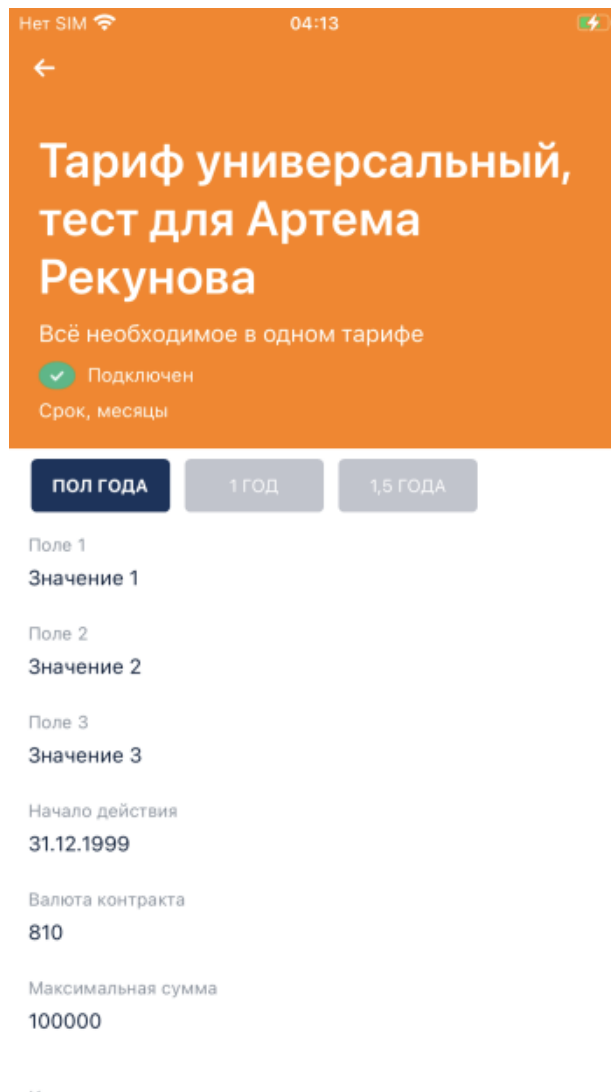 Нет SIM 04:13
Тариф универсальный,
тест для Артема
Рекунова
Всё необходимое в одном тарифе
Подключен
Срок, месяцы
ПОЛ ГОДА 1 ГОД 1,5 ГОДА
Поле 1
Значение 1
Поле 2
Значение 2
Поле 3
Значение 3
Начало действия
31.12.1999
Валюта контракта
810
Максимальная сумма
100000